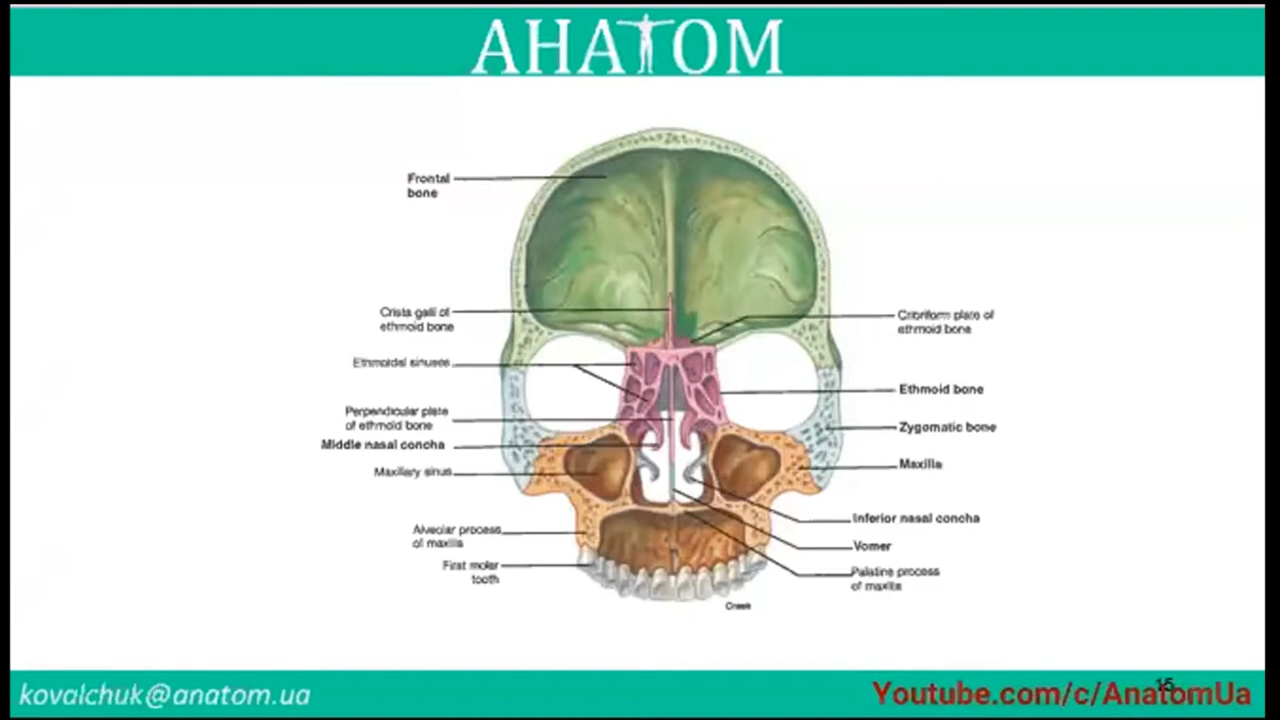 АНАТОМ
Frontal
bone
Crista galli of
ethmoid bone
Ethmoidal sinuses
Perpendicular plate
of ethmoid bone
Middle nasal concha
Maxillary sinus
Alveolar process
of maxilla
First molar
tooth
Cribriform plate of
ethmoid bone
Ethmoid bone
Zygomatic bone
Maxilla
Inferior nasal concha
Vomer
Palatine process
of maxilla
Creek
kovalchuk@anatom.ua
Youtube.com/c/AnatomUa
15